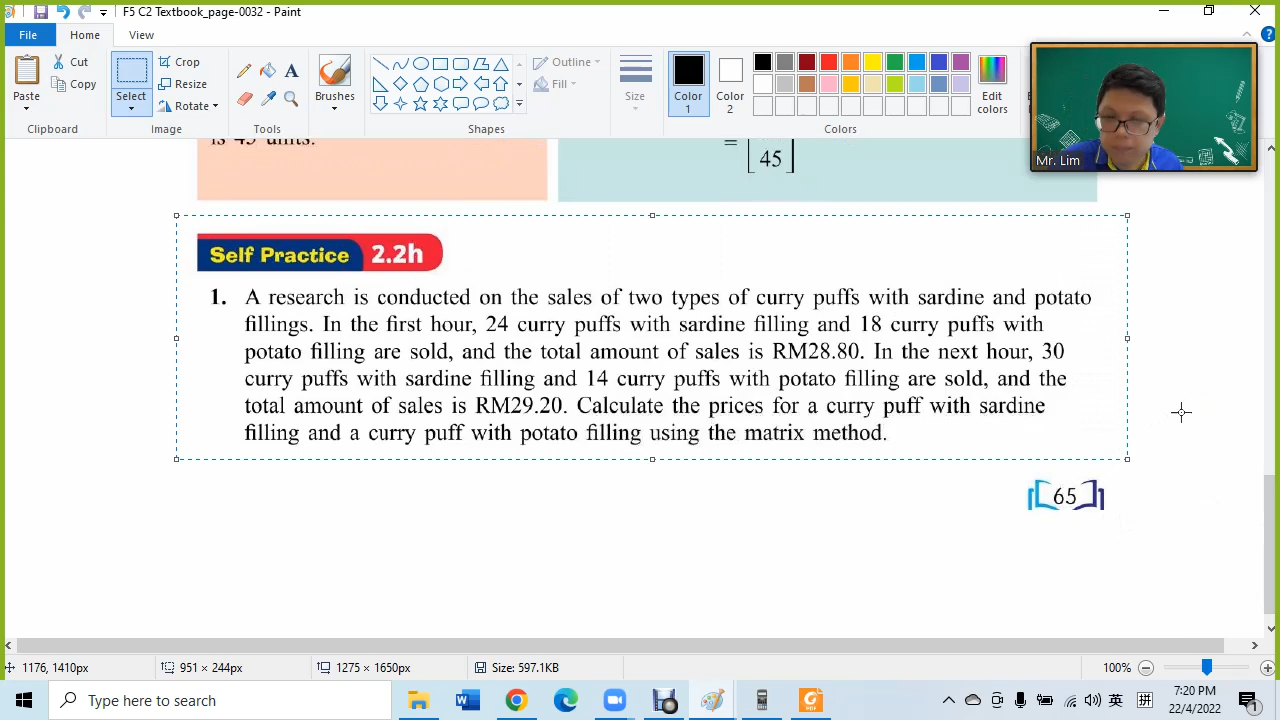 F5 C2 Textbook_page-0032 - Paint
File
Home
View
Paste
Cut
Copy
Clipboard
Select
Crop
Resize
Rotate
Image
Tools
Brushes
Shapes
Outline
Fill
Size
Color 1
Color 2
Edit colors
Colors
Mr. Lim
is 45 units.
=
45
Self Practice 2.2h
1. A research is conducted on the sales of two types of curry puffs with sardine and potato
fillings. In the first hour, 24 curry puffs with sardine filling and 18 curry puffs with
potato filling are sold, and the total amount of sales is RM28.80. In the next hour, 30
curry puffs with sardine filling and 14 curry puffs with potato filling are sold, and the
total amount of sales is RM29.20. Calculate the prices for a curry puff with sardine
filling and a curry puff with potato filling using the matrix method.
65
1176, 1410px
951 × 244px
1275 × 1650px
Size: 597.1KB
100%
Type here to search
英
拼
7:20 PM
22/4/2022
1